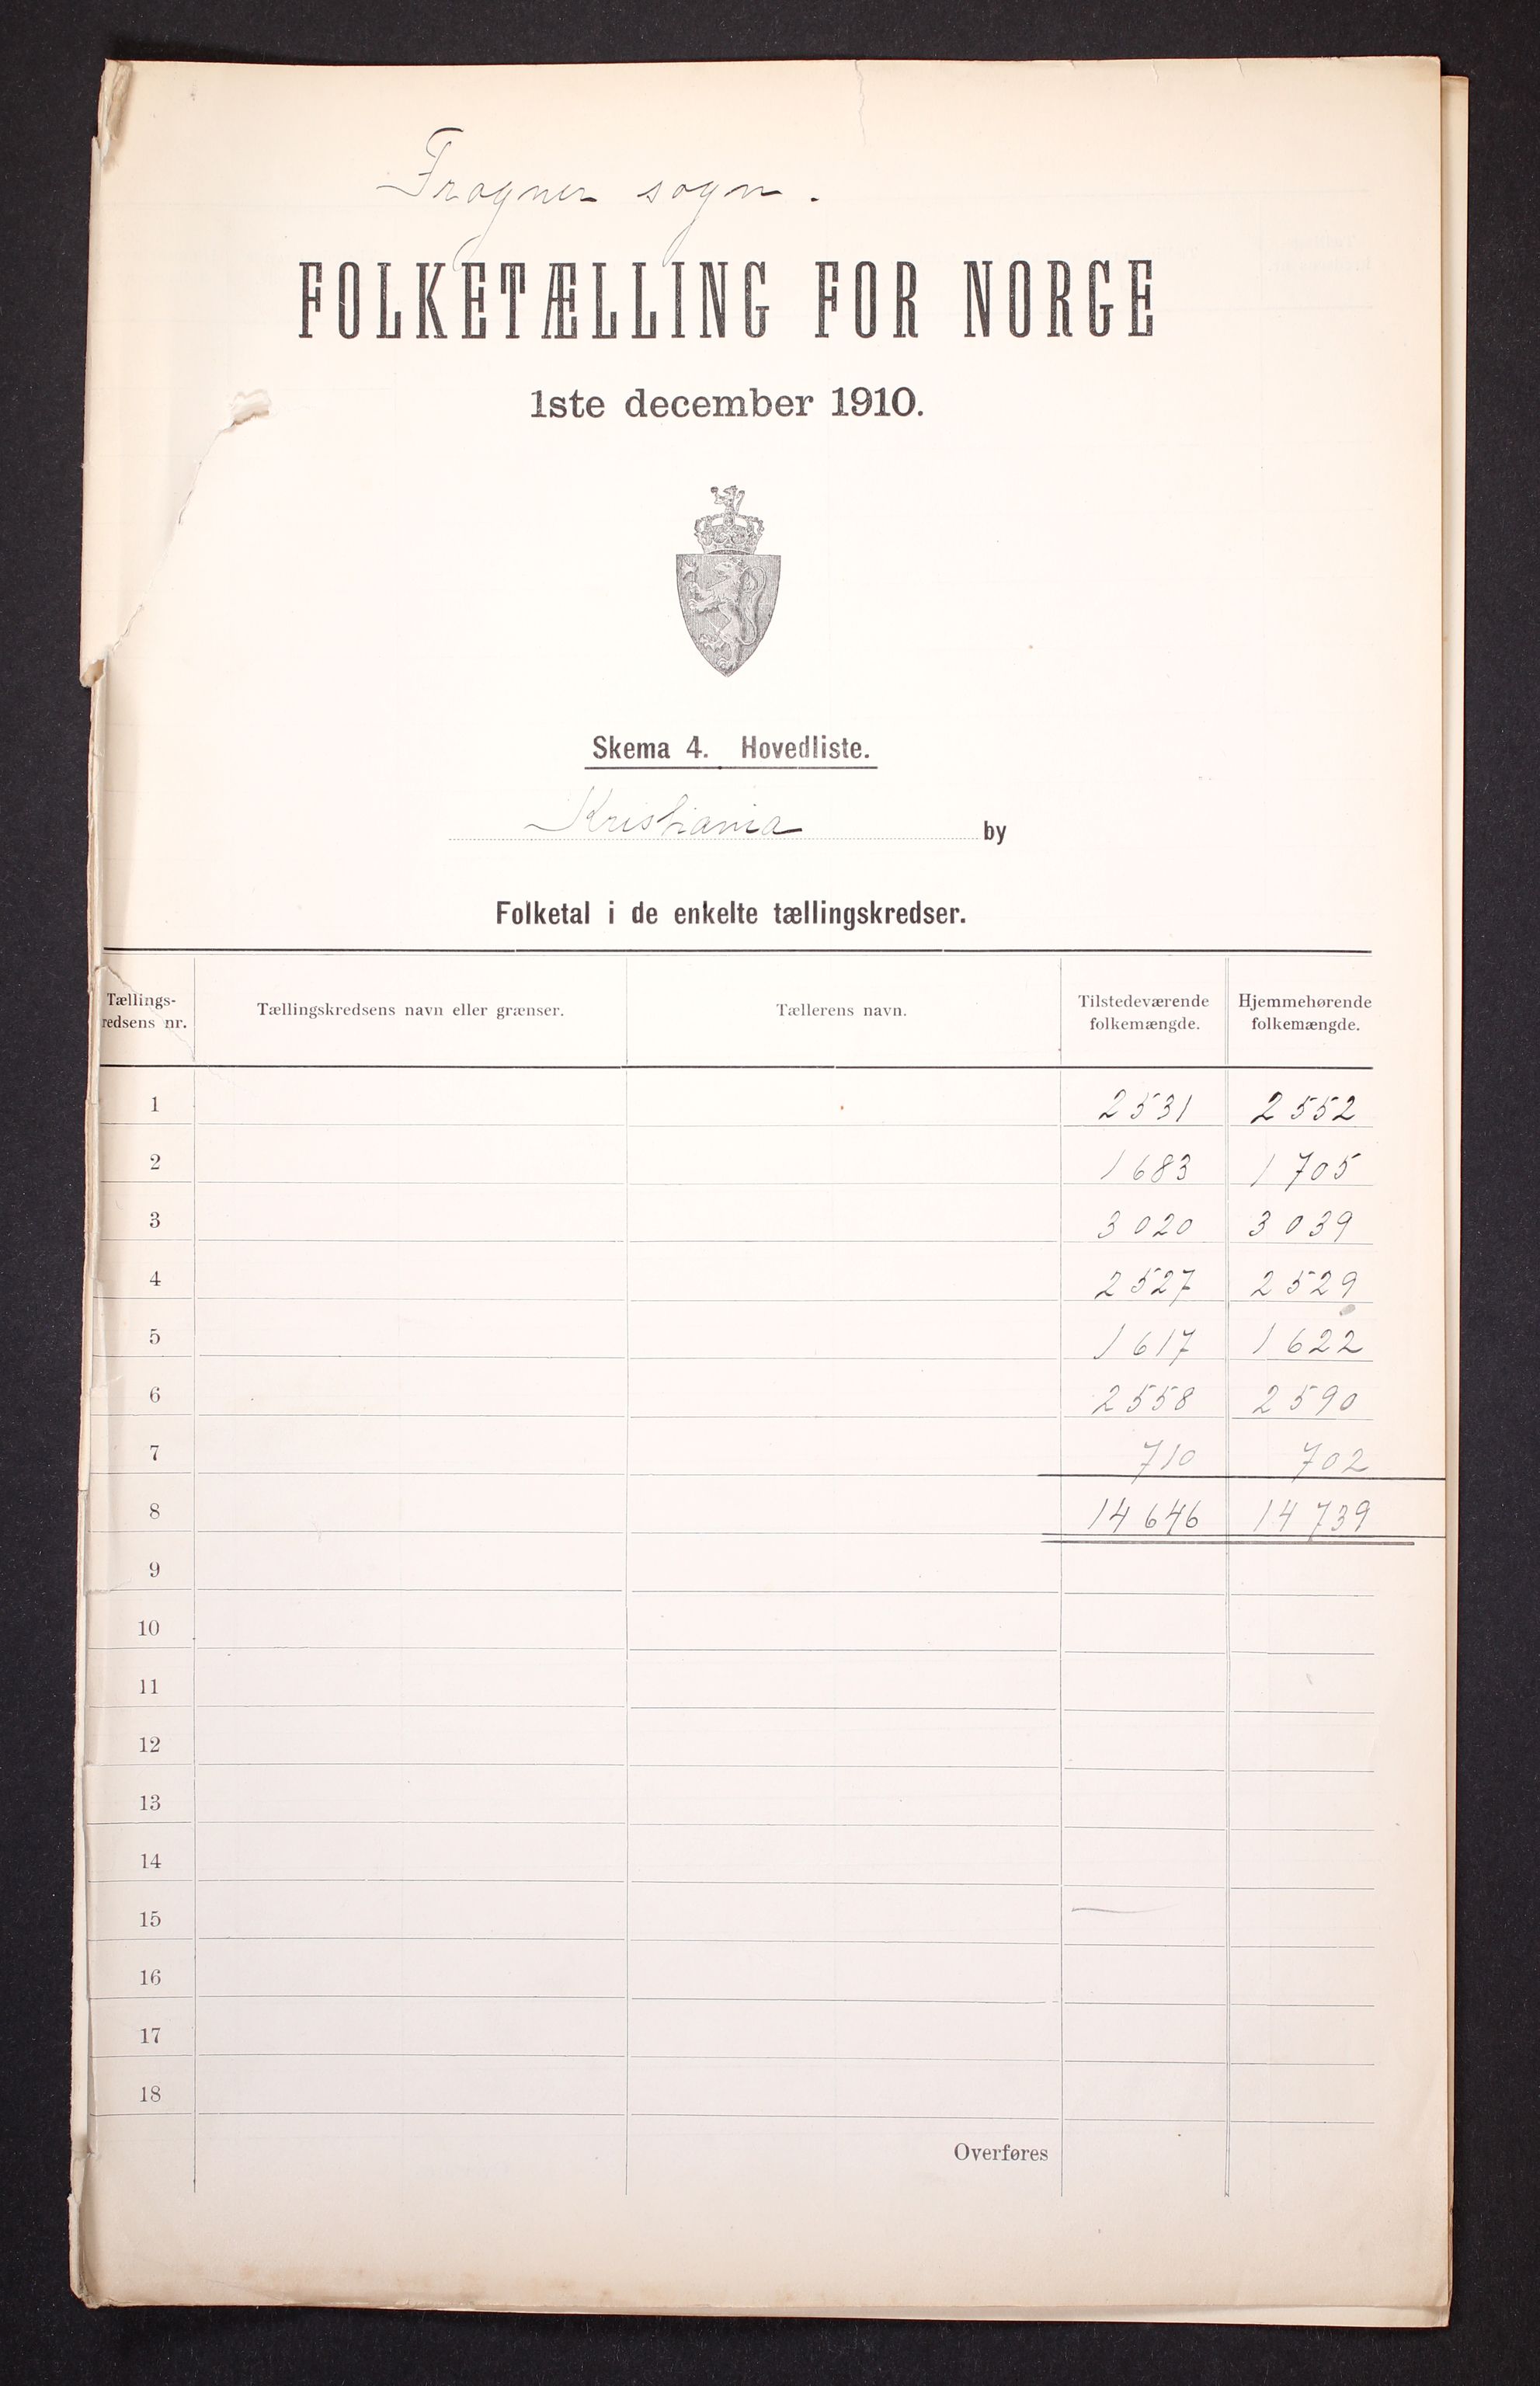 Frogner sogn.
FOLKETÆLLING FOR NORGE
1ste december 1910.
Skema 4. Hovedliste.
Kristiania by
Folketal i de enkelte tællingskredser.
Tællings-
redsens nr.
Tællingskredsens navn eller grænser.
Tællerens navn.
Tilstedeværende
folkemængde.
Hjemmehørende
folkemængde.
1 2531 2552
2 1683 1705
3 3020 3039
4 2527 2529
5 1617 1622
6 2558 2590
7 710 702
8 14646 14739
9
10
11
12
13
14
15
16
17
18
Overføres